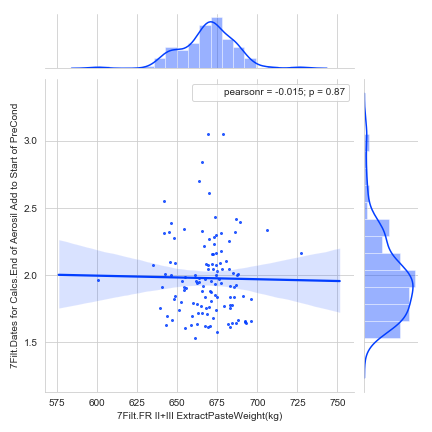 pearsonr = -0.015; p = 0.87
7Filt.Dates for Calcs.End of Aerosil Add to Start of PreCond
3.0
2.5
2.0
1.5
575 600 625 650 675 700 725 750
7Filt.FR II+III ExtractPasteWeight(kg)